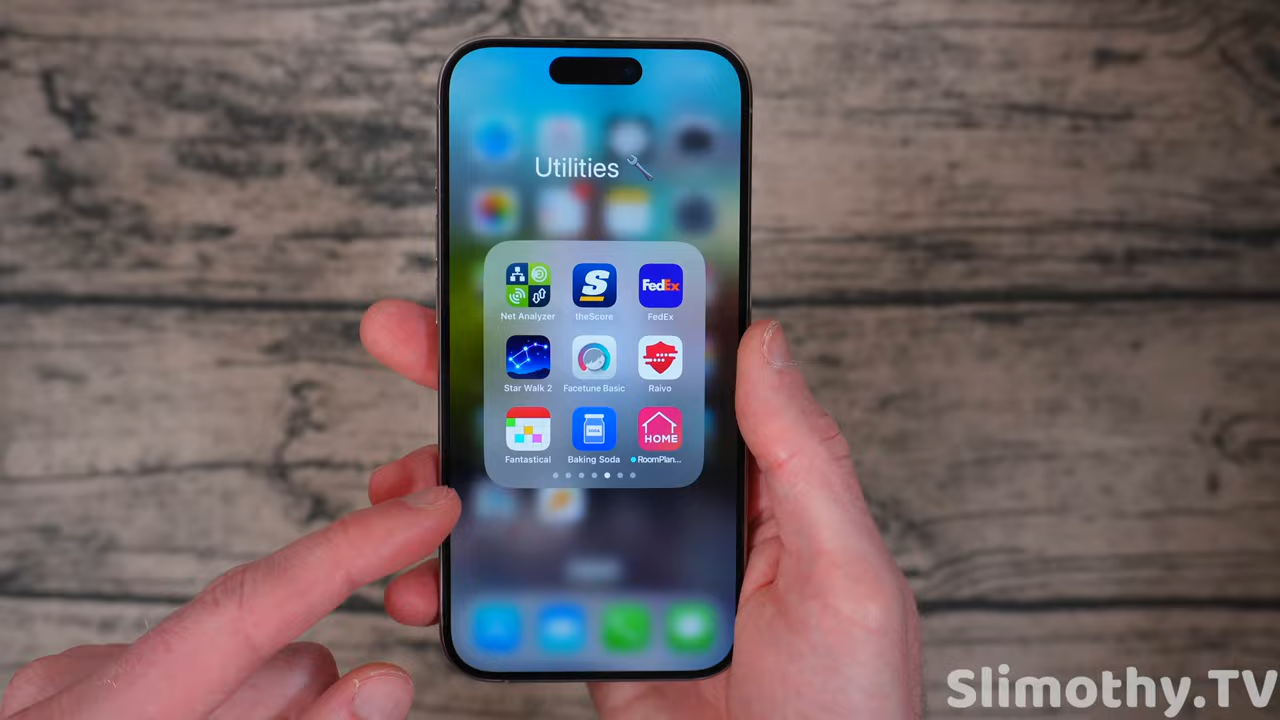 Utilities
Net Analyzer
S
theScore
FedEx
FedEx
Star Walk 2
Facetune Basic
Raivo
Fantastical
SODA
Baking Soda
HOME
RoomPlan...
Slimothy.TV